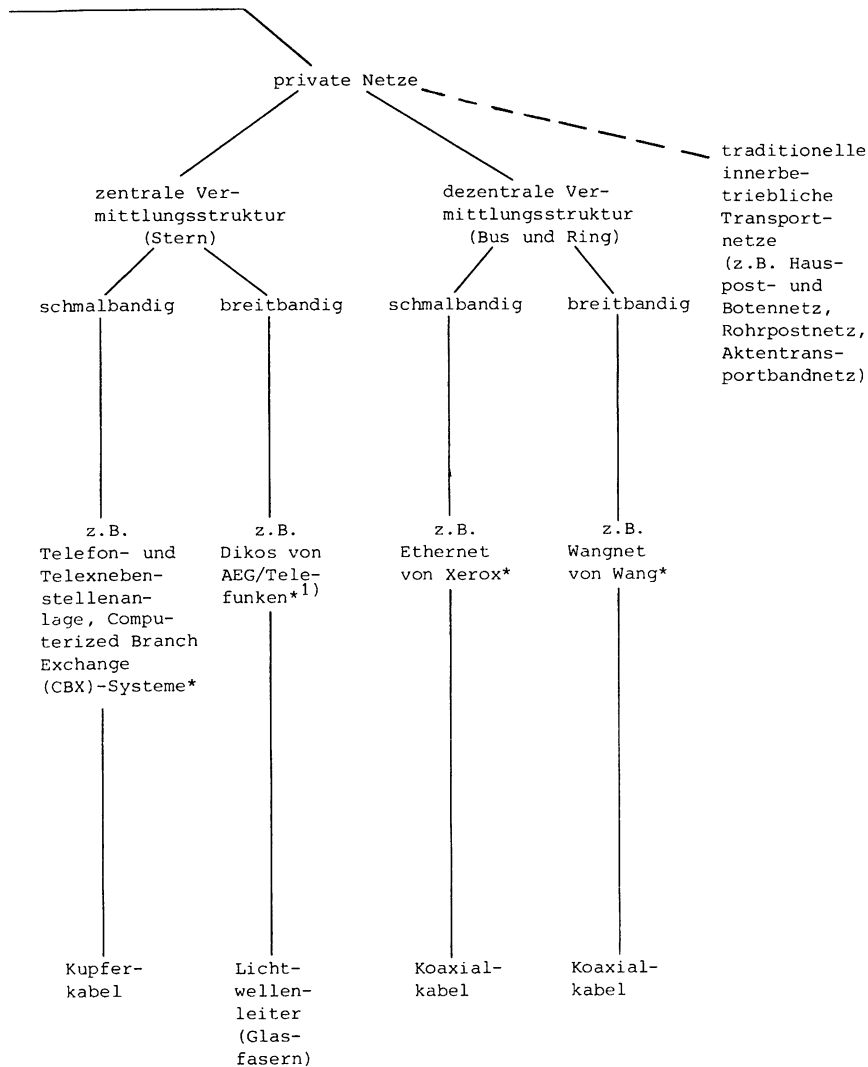 private Netze
traditionelle
innerbe-
triebliche
Transport-
netze
(z.B. Haus-
post- und
Botennetz,
Rohrpostnetz,
Aktentrans-
portbandnetz)
zentrale Ver-
mittlungsstruktur
(Stern)
dezentrale Ver-
mittlungsstruktur
(Bus und Ring)
schmalbandig
breitbandig
schmalbandig
breitbandig
z.B.
Telefon- und
Telexneben-
stellenan-
lage, Compu-
terized Branch
Exchange
(CBX)-Systeme*
z.B.
Dikos von
AEG/Tele-
funken*1)
z.B.
Ethernet
von Xerox*
z.B.
Wangnet
von Wang*
Kupfer-
kabel
Licht-
wellen-
leiter
(Glas-
fasern)
Koaxial-
kabel
Koaxial-
kabel